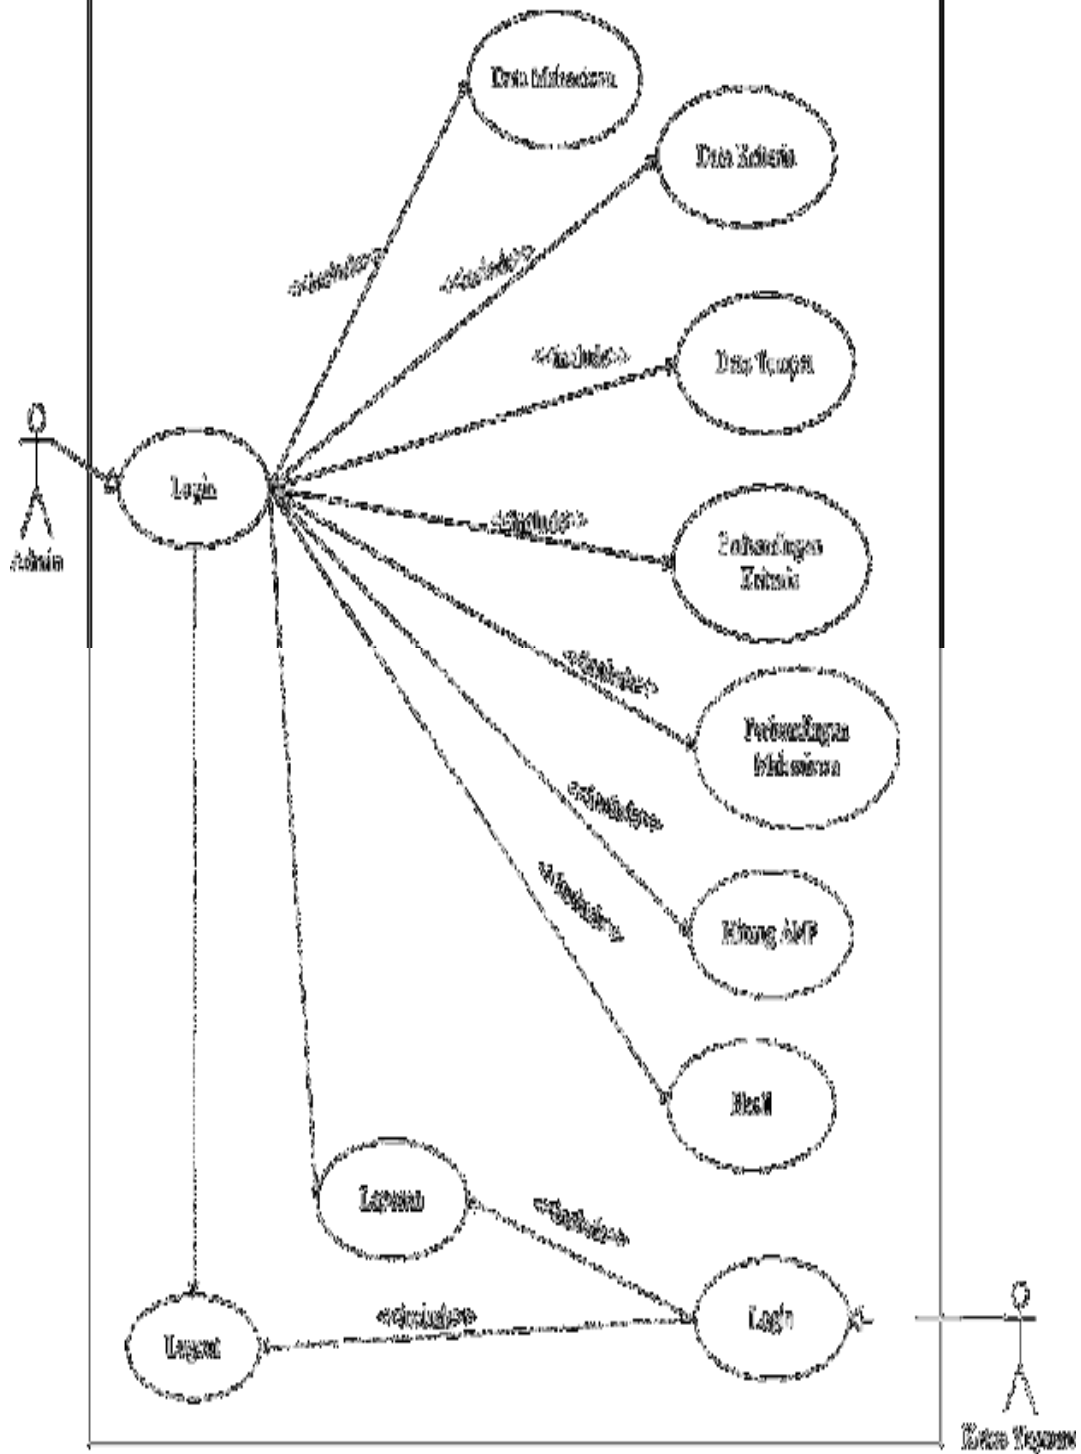 Data Mahasiswa
Data Kriteria
<<include>>
<<include>>
<<include>>
Data Tempat
Login
<<include>>
Admin
Perbandingan
Kriteria
<<include>>
Perbandingan
Mahasiswa
<<include>>
<<include>>
Hitung AHP
Hasil
Laporan
<<include>>
<<include>>
Login
Logout
Ketua